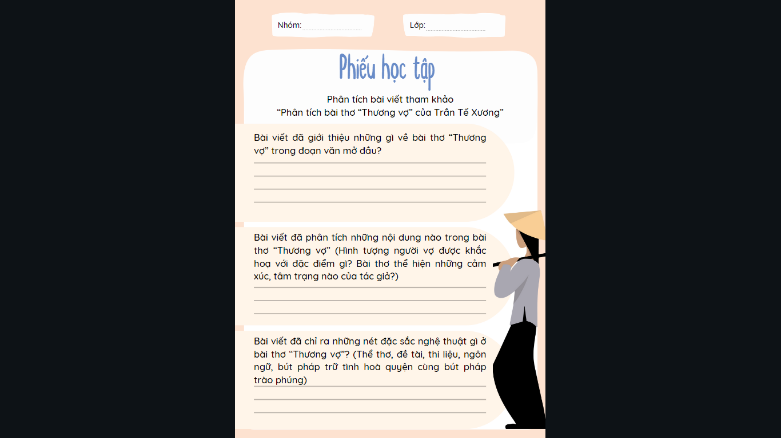 Nhóm:
Lớp:
Phiếu học tập
Phân tích bài viết tham khảo
“Phân tích bài thơ “Thương vợ” của Trần Tế Xương”
Bài viết đã giới thiệu những gì về bài thơ “Thương
vợ” trong đoạn văn mở đầu?
Bài viết đã phân tích những nội dung nào trong bài
thơ “Thương vợ” (Hình tượng người vợ được khắc
hoạ với đặc điểm gì? Bài thơ thể hiện những cảm
xúc, tâm trạng nào của tác giả?)
Bài viết đã chỉ ra những nét đặc sắc nghệ thuật gì ở
bài thơ “Thương vợ”? (Thể thơ, đề tài, thi liệu, ngôn
ngữ, bút pháp trữ tình hoà quyện cùng bút pháp
trào phúng)